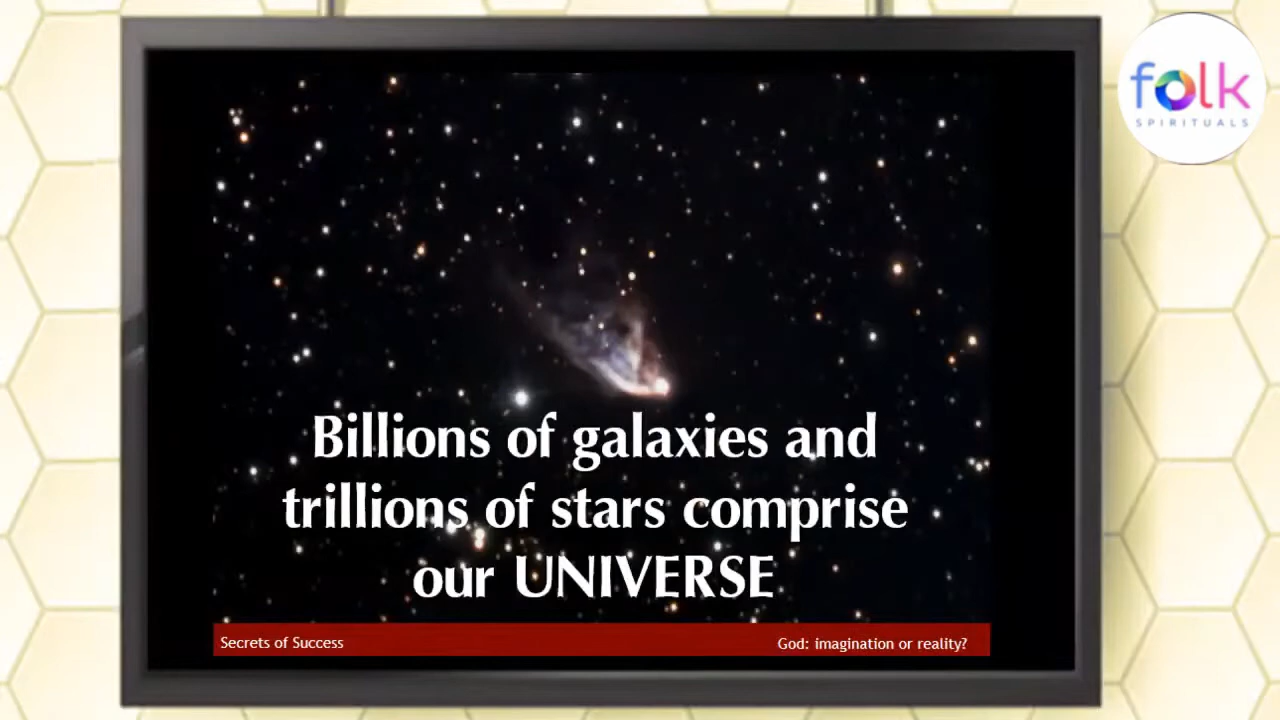 folk
SPIRITUALS
Billions of galaxies and
trillions of stars comprise
our UNIVERSE
Secrets of Success
God: imagination or reality?